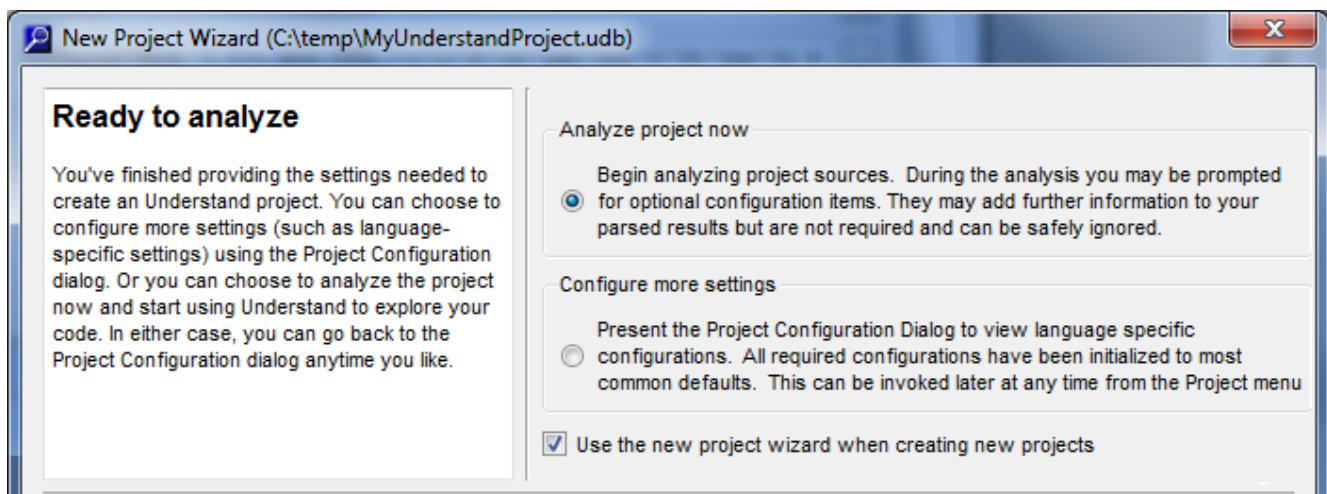 New Project Wizard (C:\temp\MyUnderstandProject.udb)
Ready to analyze
You've finished providing the settings needed to
create an Understand project. You can choose to
configure more settings (such as language-
specific settings) using the Project Configuration
dialog. Or you can choose to analyze the project
now and start using Understand to explore your
code. In either case, you can go back to the
Project Configuration dialog anytime you like.
Analyze project now
Begin analyzing project sources.  During the analysis you may be prompted
for optional configuration items. They may add further information to your
parsed results but are not required and can be safely ignored.
Configure more settings
Present the Project Configuration Dialog to view language specific
configurations.  All required configurations have been initialized to most
common defaults.  This can be invoked later at any time from the Project menu
Use the new project wizard when creating new projects